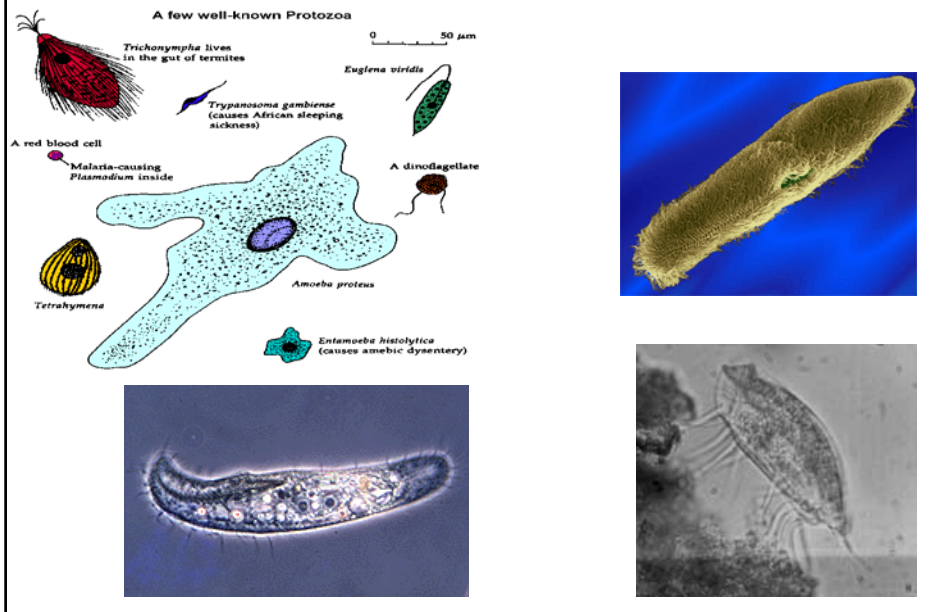 A few well-known Protozoa
0 50 µm
Trichonympha lives
in the gut of termites
Euglena viridis
Trypanosoma gambiense
(causes African sleeping
sickness)
A red blood cell
Malaria-causing
Plasmodium inside
A dinoflagellate
Amoeba proteus
Tetrahymena
Entamoeba histolytica
(causes amebic dysentery)